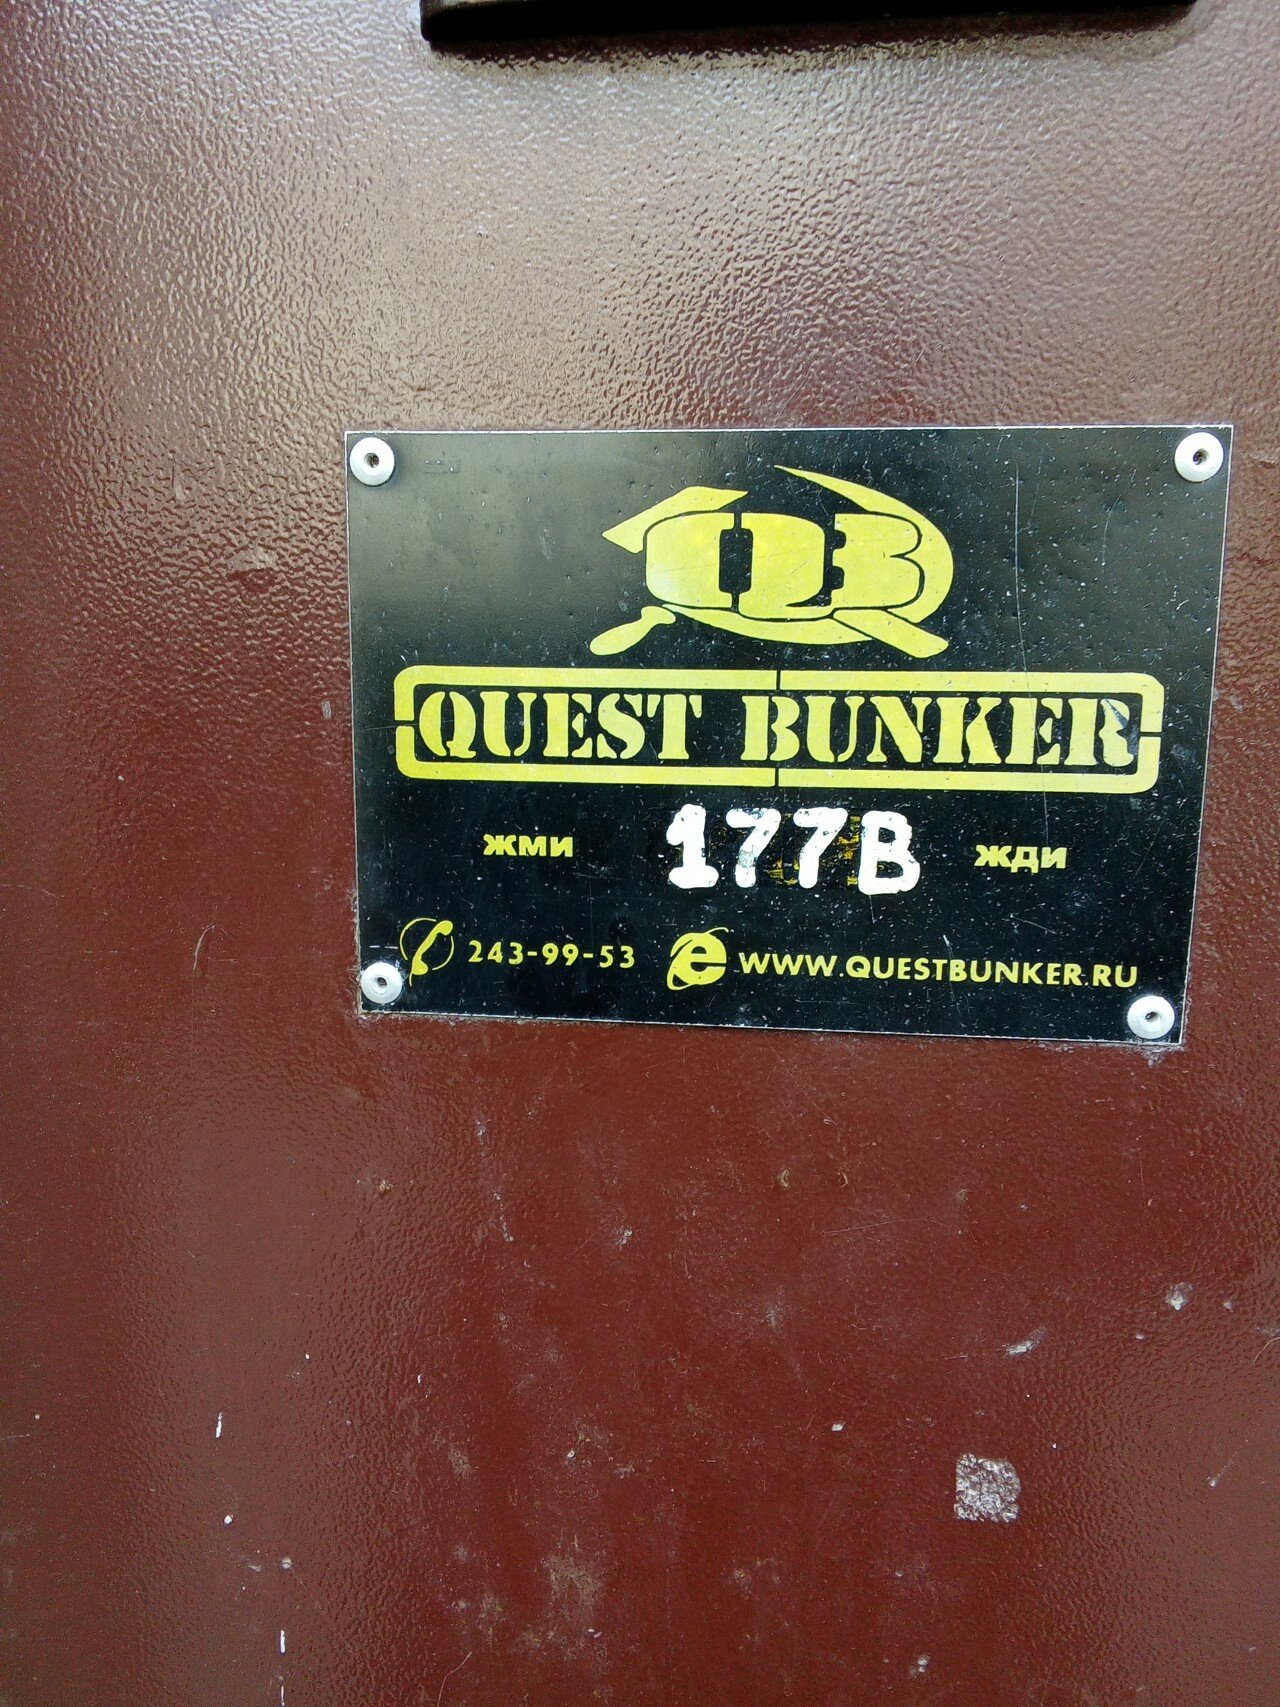 QB
QUEST BUNKER
ЖМИ 177В ЖДИ
243-99-53 WWW.QUESTBUNKER.RU